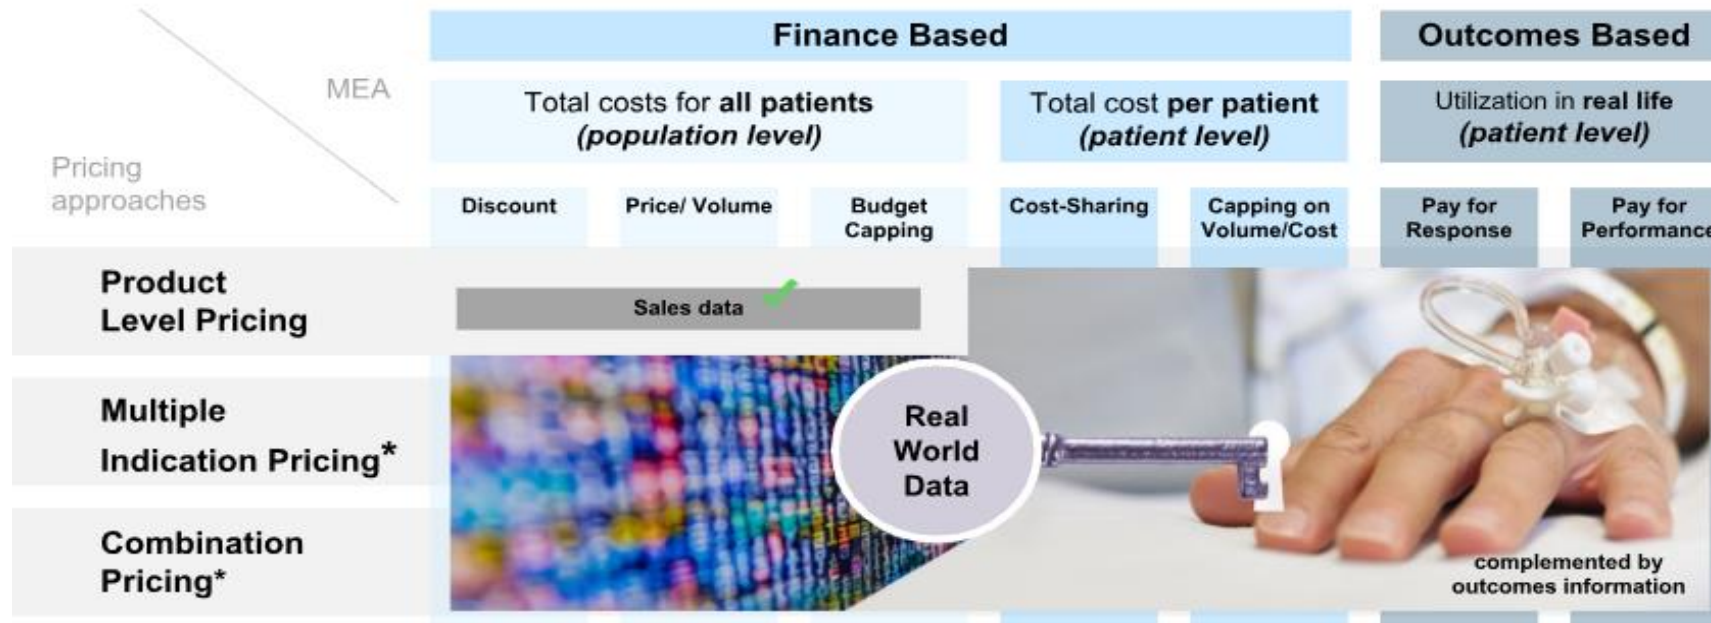 Finance Based
Outcomes Based
MEA
Pricing
approaches
Total costs for all patients
(population level)
Total cost per patient
(patient level)
Utilization in real life
(patient level)
Discount
Price/ Volume
Budget
Capping
Cost-Sharing
Capping on
Volume/Cost
Pay for
Response
Pay for
Performance
Product
Level Pricing
Sales data
Multiple
Indication Pricing*
Real
World
Data
Combination
Pricing*
complemented by
outcomes information